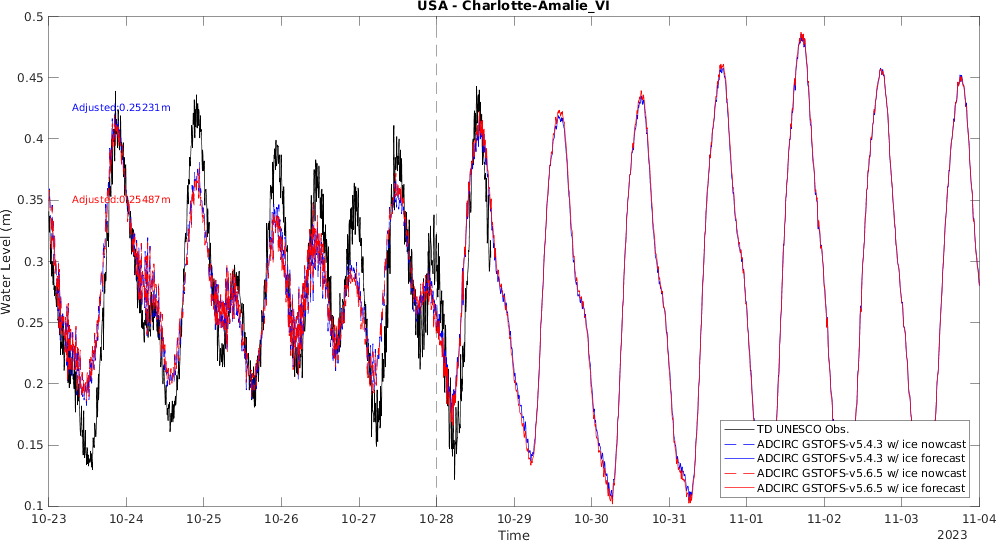 USA - Charlotte-Amalie_VI
0.5
0.45
0.4
0.35
0.3
0.25
0.2
0.15
0.1
Water Level (m)
Adjusted:0.25231m
Adjusted:0.25487m
TD UNESCO Obs.
ADCIRC GSTOFS-v5.4.3 w/ ice nowcast
ADCIRC GSTOFS-v5.4.3 w/ ice forecast
ADCIRC GSTOFS-v5.6.5 w/ ice nowcast
ADCIRC GSTOFS-v5.6.5 w/ ice forecast
10-23 10-24 10-25 10-26 10-27 10-28 10-29 10-30 10-31 11-01 11-02 11-03 11-04
Time
2023